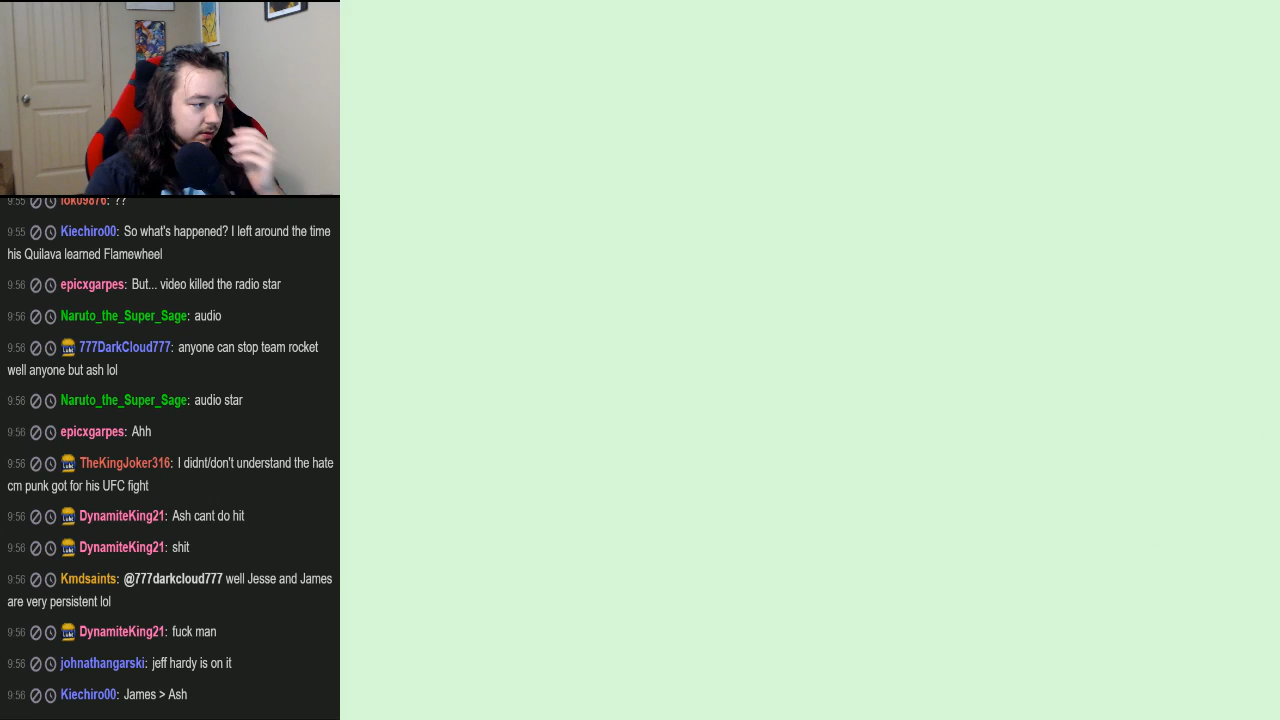 9:55 lok09876: ??
9:55 Kiechiro00: So what's happened? I left around the time
his Quilava learned Flamewheel
9:56 epicxgarpes: But... video killed the radio star
9:56 Naruto_the_Super_Sage: audio
9:56 777DarkCloud777: anyone can stop team rocket
well anyone but ash lol
9:56 Naruto_the_Super_Sage: audio star
9:56 epicxgarpes: Ahh
9:56 TheKingJoker316: I didnt/don't understand the hate
cm punk got for his UFC fight
9:56 DynamiteKing21: Ash cant do hit
9:56 DynamiteKing21: shit
9:56 Kmdsaints: @777darkcloud777 well Jesse and James
are very persistent lol
9:56 DynamiteKing21: fuck man
9:56 johnathangarski: jeff hardy is on it
9:56 Kiechiro00: James > Ash